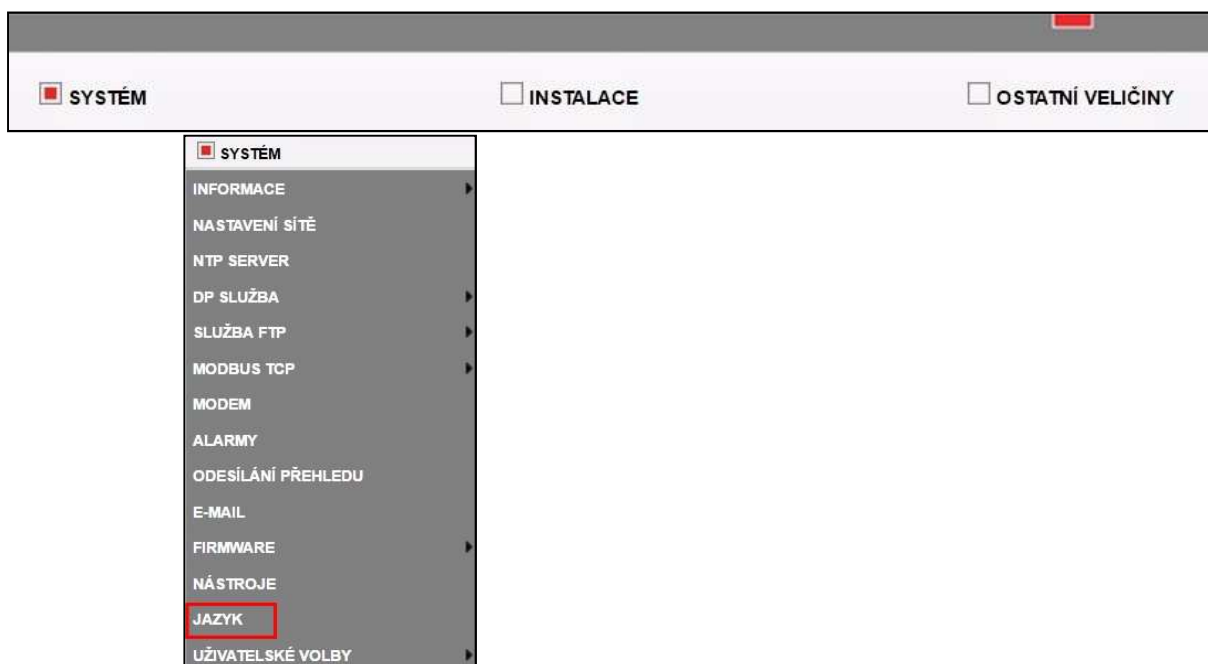 SYSTÉM INSTALACE OSTATNÍ VELIČINY
SYSTÉM
INFORMACE
NASTAVENÍ SÍTĚ
NTP SERVER
DP SLUŽBA
SLUŽBA FTP
MODBUS TCP
MODEM
ALARMY
ODESÍLÁNÍ PŘEHLEDU
E-MAIL
FIRMWARE
NÁSTROJE
JAZYK
UŽIVATELSKÉ VOLBY